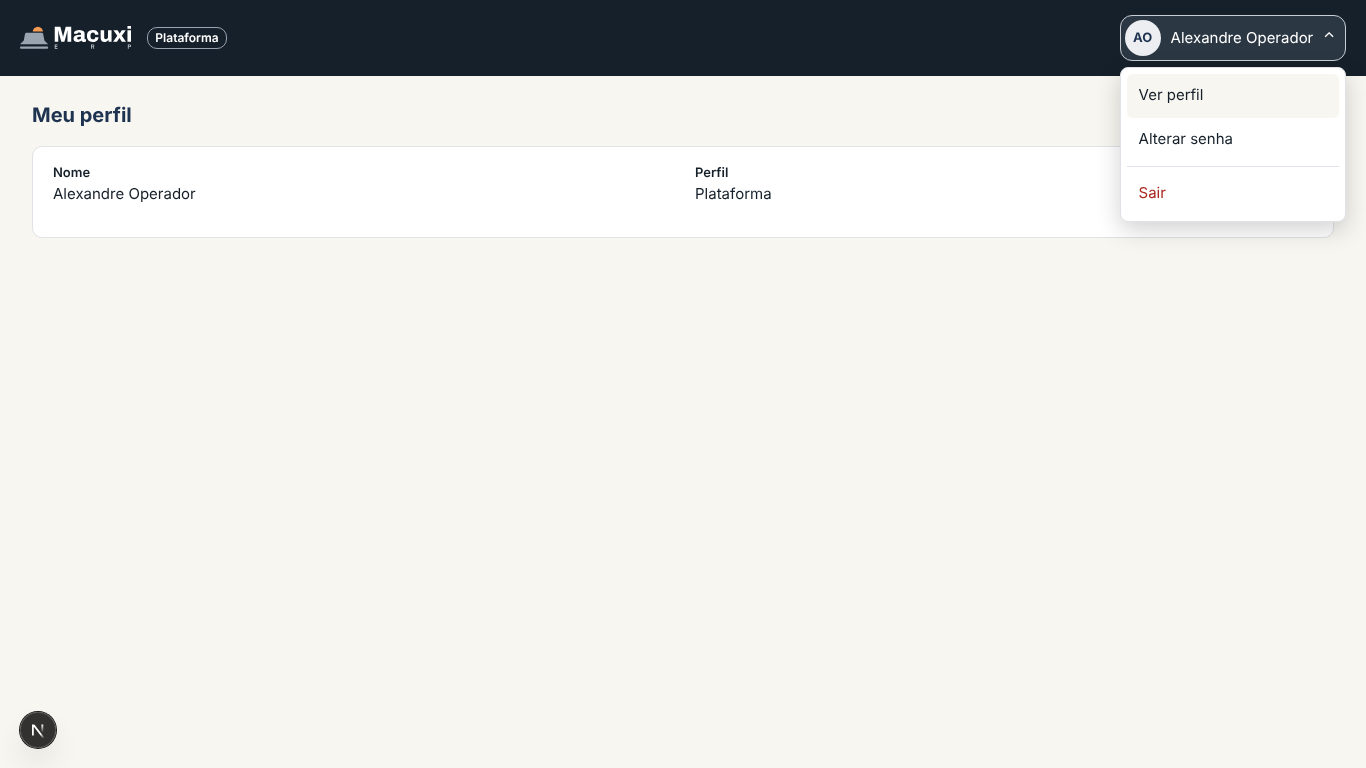 Macuxi
E R P
Plataforma
AO
Alexandre Operador
Ver perfil
Alterar senha
Sair
Meu perfil
Nome
Alexandre Operador
Perfil
Plataforma
N